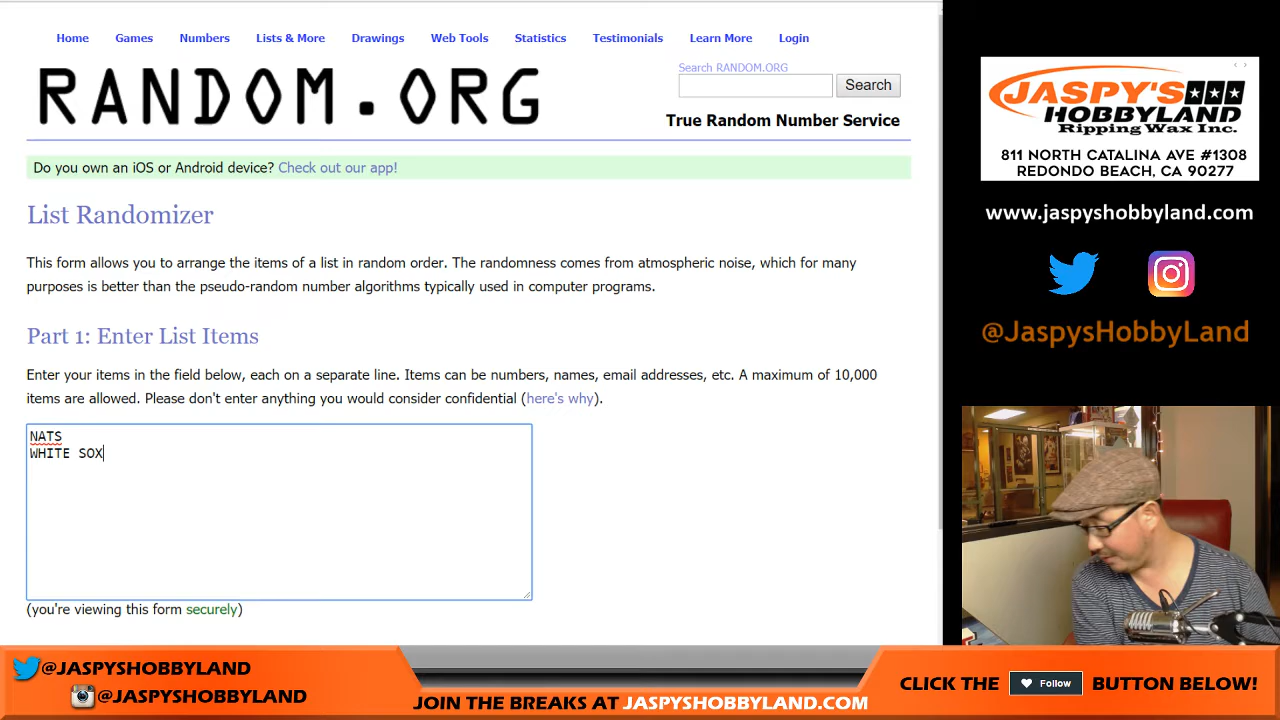 Home Games Numbers Lists & More Drawings Web Tools Statistics Testimonials Learn More Login
RANDOM.ORG
Search RANDOM.ORG
Search
True Random Number Service
Do you own an iOS or Android device? Check out our app!
List Randomizer
This form allows you to arrange the items of a list in random order. The randomness comes from atmospheric noise, which for many
purposes is better than the pseudo-random number algorithms typically used in computer programs.
Part 1: Enter List Items
Enter your items in the field below, each on a separate line. Items can be numbers, names, email addresses, etc. A maximum of 10,000
items are allowed. Please don't enter anything you would consider confidential (here's why).
NATS
WHITE SOX
(you're viewing this form securely)
JASPY'S
HOBBYLAND
Ripping Wax Inc.
811 NORTH CATALINA AVE #1308
REDONDO BEACH, CA 90277
www.jaspyshobbyland.com
@JaspysHobbyLand
@JASPYSHOBBYLAND
@JASPYSHOBBYLAND
JOIN THE BREAKS AT JASPYSHOBBYLAND.COM
CLICK THE Follow BUTTON BELOW!